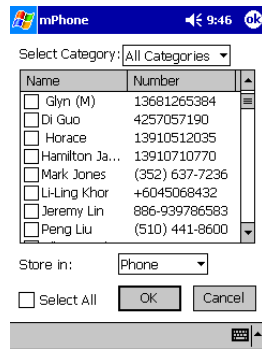 mPhone 9:46 ok
Select Category: All Categories
Name Number
Glyn (M) 13681265384
Di Guo 4257057190
Horace 13910512035
Hamilton Ja... 13910710770
Mark Jones (352) 637-7236
Li-Ling Khor +6045068432
Jeremy Lin 886-939786583
Peng Liu (510) 441-8600
Store in: Phone
Select All OK Cancel